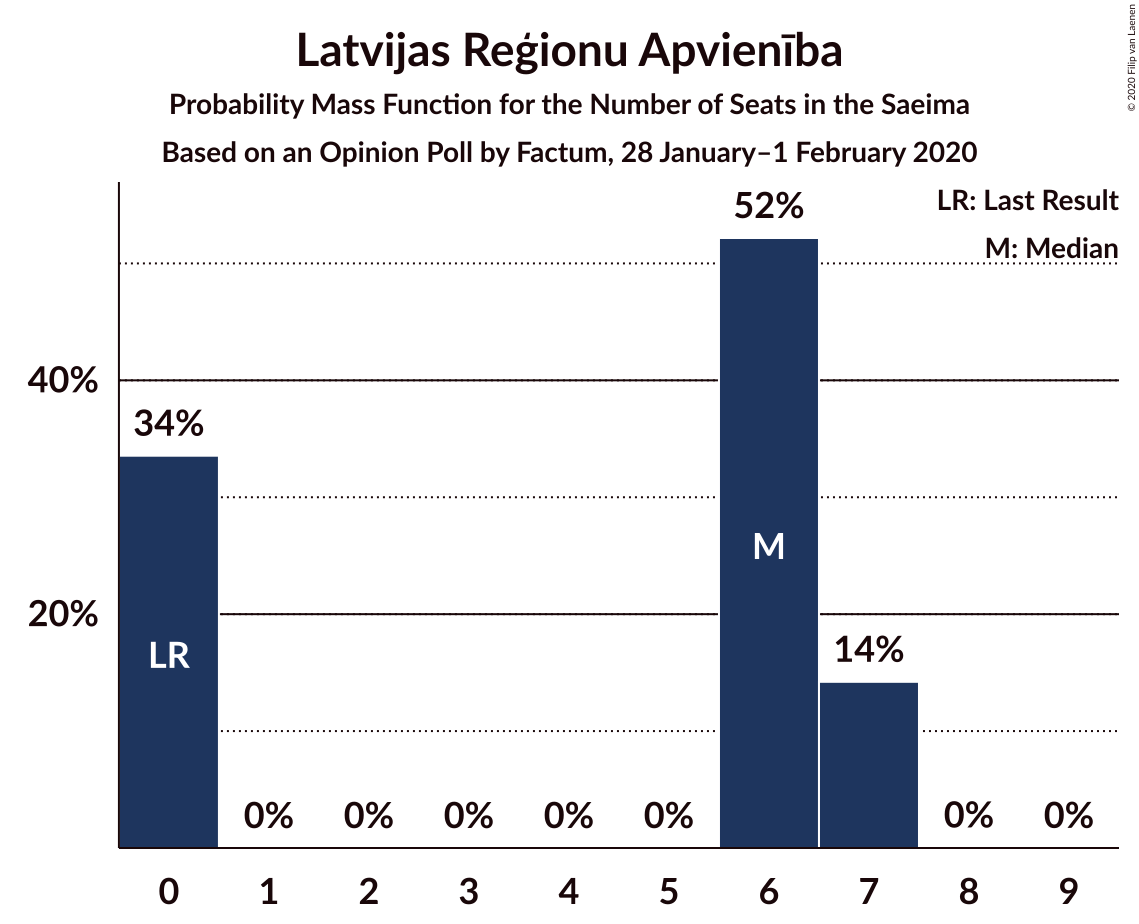 Latvijas Reģionu Apvienība
Probability Mass Function for the Number of Seats in the Saeima
Based on an Opinion Poll by Factum, 28 January–1 February 2020
© 2020 Filip van Laenen
LR: Last Result
M: Median
52%
40%
34%
M
20%
14%
LR
0% 0% 0% 0% 0% 0% 0%
0 1 2 3 4 5 6 7 8 9